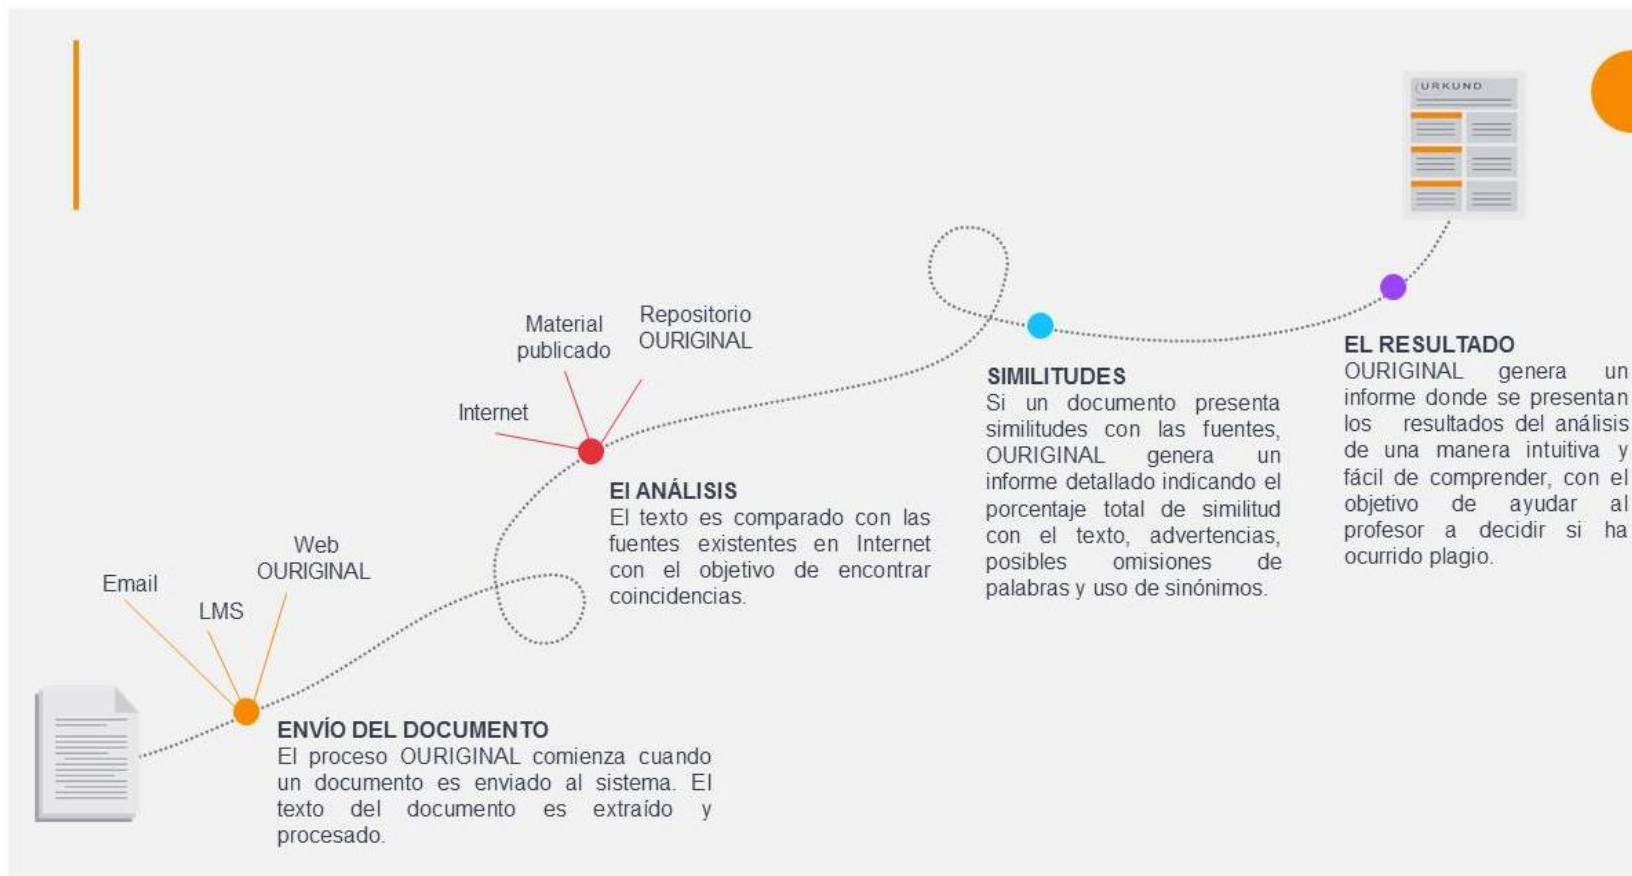 URKUND
Material
publicado
Repositorio
OURIGINAL
Internet
EL RESULTADO
OURIGINAL genera un
informe donde se presentan
los resultados del análisis
de una manera intuitiva y
fácil de comprender, con el
objetivo de ayudar al
profesor a decidir si ha
ocurrido plagio.
SIMILITUDES
Si un documento presenta
similitudes con las fuentes,
OURIGINAL genera un
informe detallado indicando el
porcentaje total de similitud
con el texto, advertencias,
posibles omisiones de
palabras y uso de sinónimos.
El ANÁLISIS
El texto es comparado con las
fuentes existentes en Internet
con el objetivo de encontrar
coincidencias.
Email
LMS
Web
OURIGINAL
ENVÍO DEL DOCUMENTO
El proceso OURIGINAL comienza cuando
un documento es enviado al sistema. El
texto del documento es extraído y
procesado.